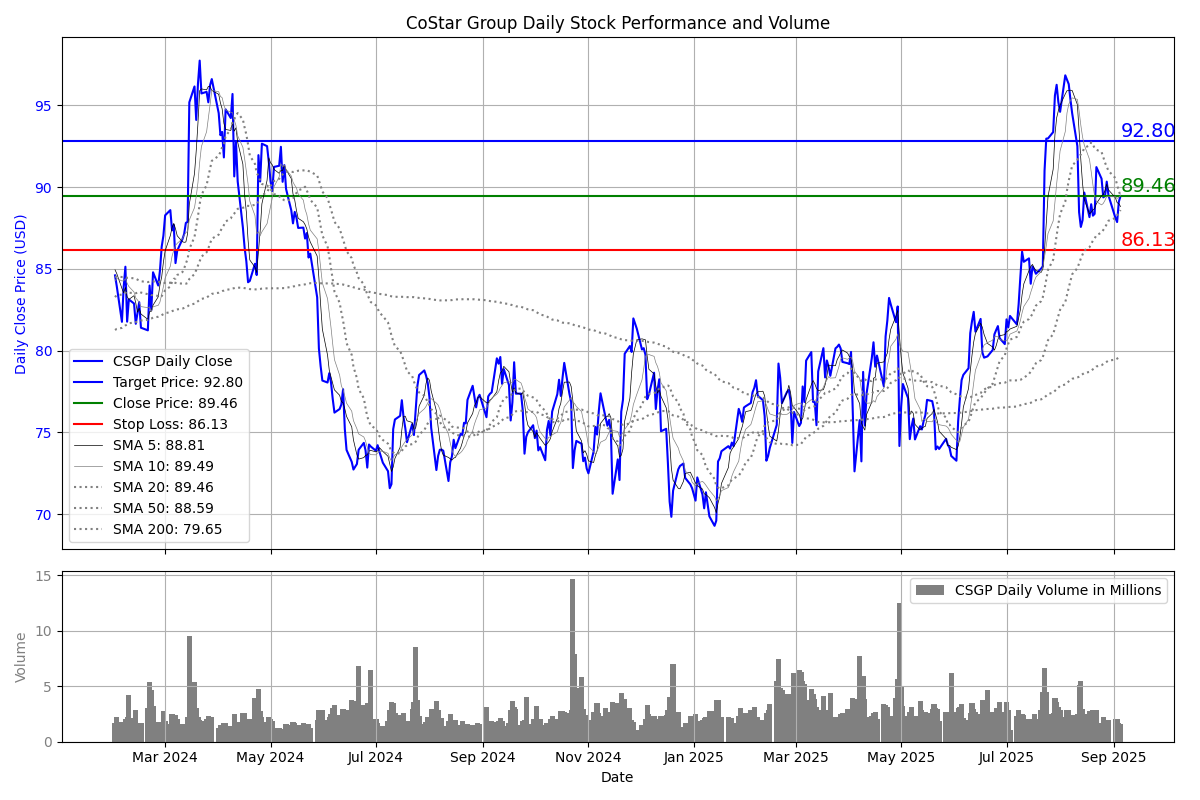 CoStar Group Daily Stock Performance and Volume
Daily Close Price (USD)
95
90
85
80
75
70
92.80
89.46
86.13
CSGP Daily Close
Target Price: 92.80
Close Price: 89.46
Stop Loss: 86.13
SMA 5: 88.81
SMA 10: 89.49
SMA 20: 89.46
SMA 50: 88.59
SMA 200: 79.65
Volume
15
10
5
0
CSGP Daily Volume in Millions
Mar 2024 May 2024 Jul 2024 Sep 2024 Nov 2024 Jan 2025 Mar 2025 May 2025 Jul 2025 Sep 2025
Date